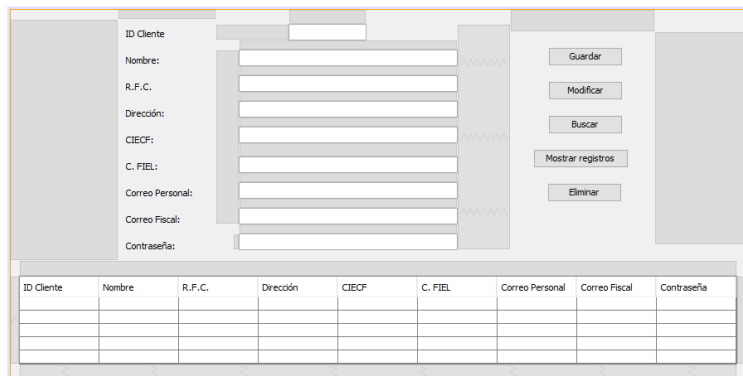 ID Cliente
Nombre:
R.F.C.
Dirección:
CIECF:
C. FIEL:
Correo Personal:
Correo Fiscal:
Contraseña:
Guardar
Modificar
Buscar
Mostrar registros
Eliminar
ID Cliente Nombre R.F.C. Dirección CIECF C. FIEL Correo Personal Correo Fiscal Contraseña